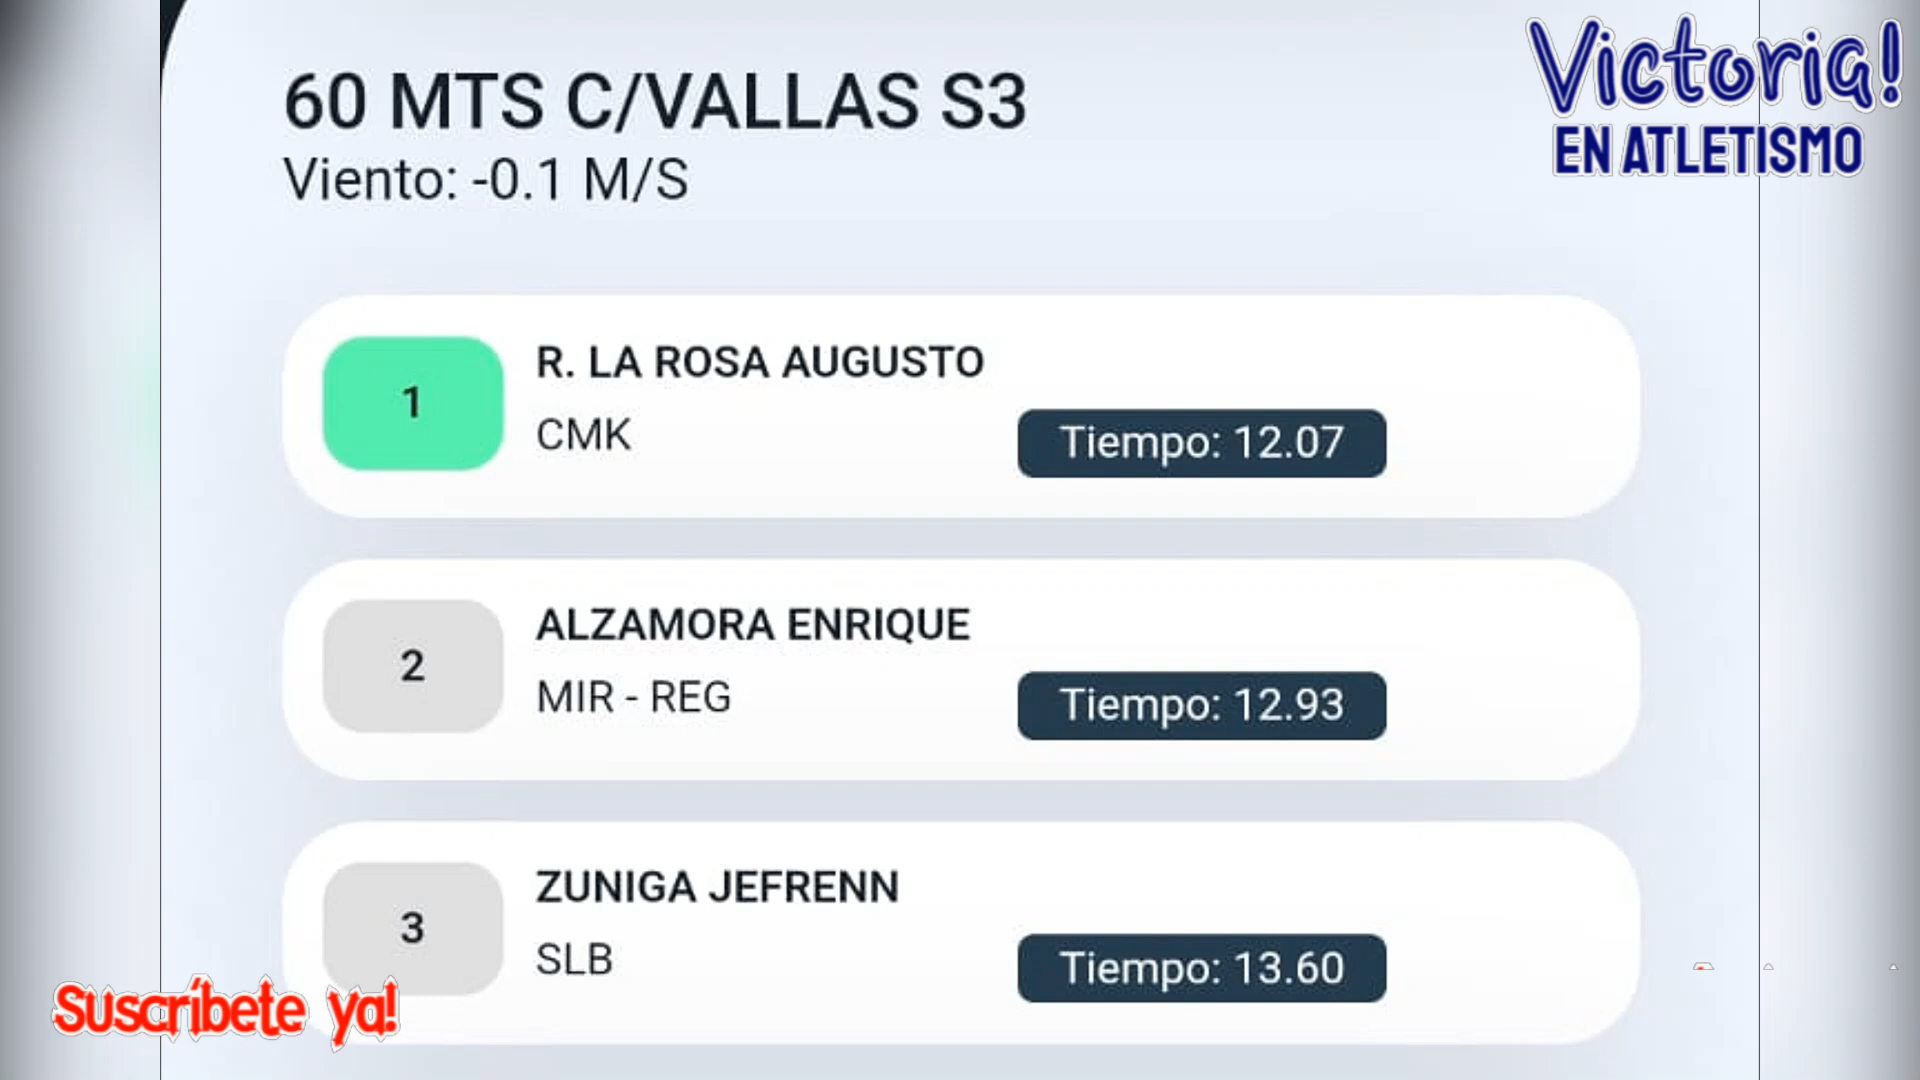 Victoria!
EN ATLETISMO
60 MTS C/VALLAS S3
Viento: -0.1 M/S
1
R. LA ROSA AUGUSTO
CMK
Tiempo: 12.07
2
ALZAMORA ENRIQUE
MIR - REG
Tiempo: 12.93
3
ZUNIGA JEFRENN
SLB
Tiempo: 13.60
Suscríbete ya!